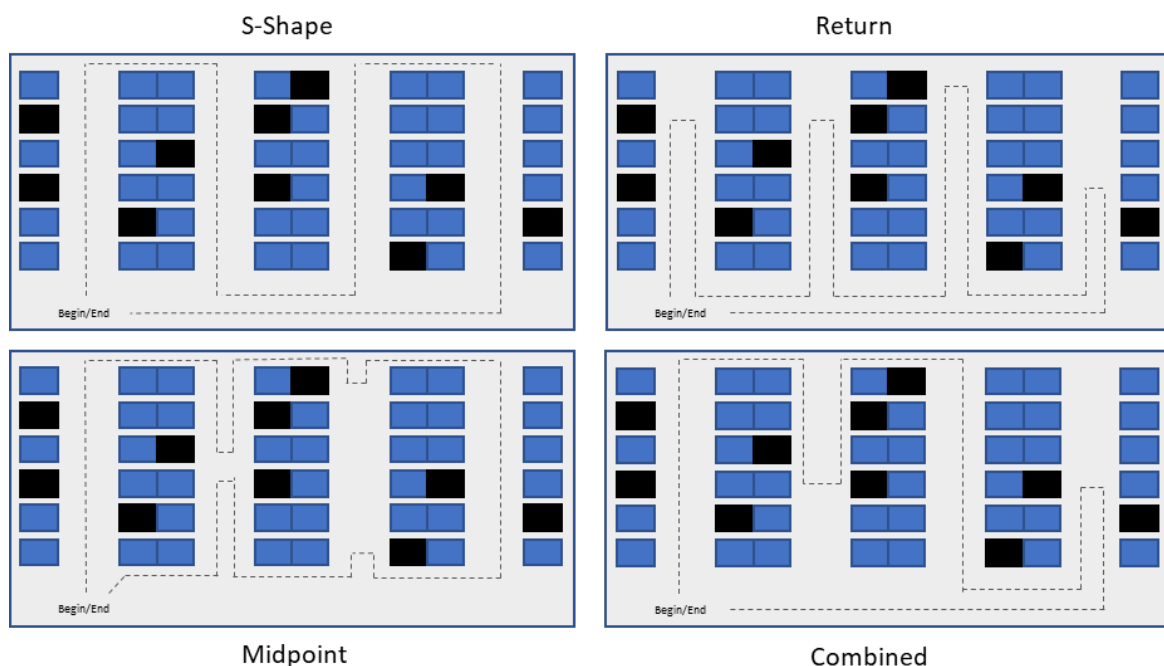 S-Shape
Return
Begin/End
Begin/End
Begin/End
Begin/End
Midpoint
Combined